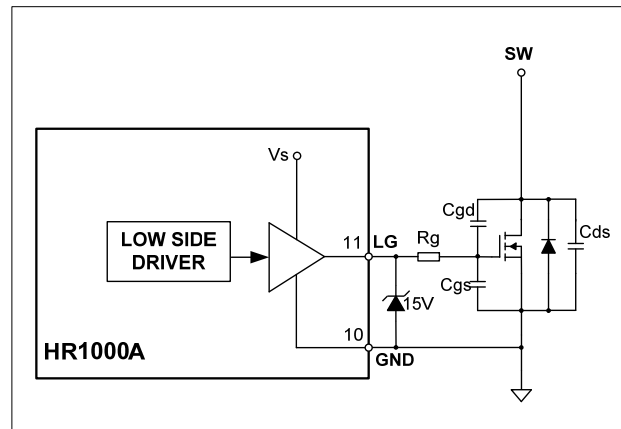 SW
Vs
Cgd
Cds
LOW SIDE
DRIVER
11
LG
Rg
Cgs
15V
10
GND
HR1000A